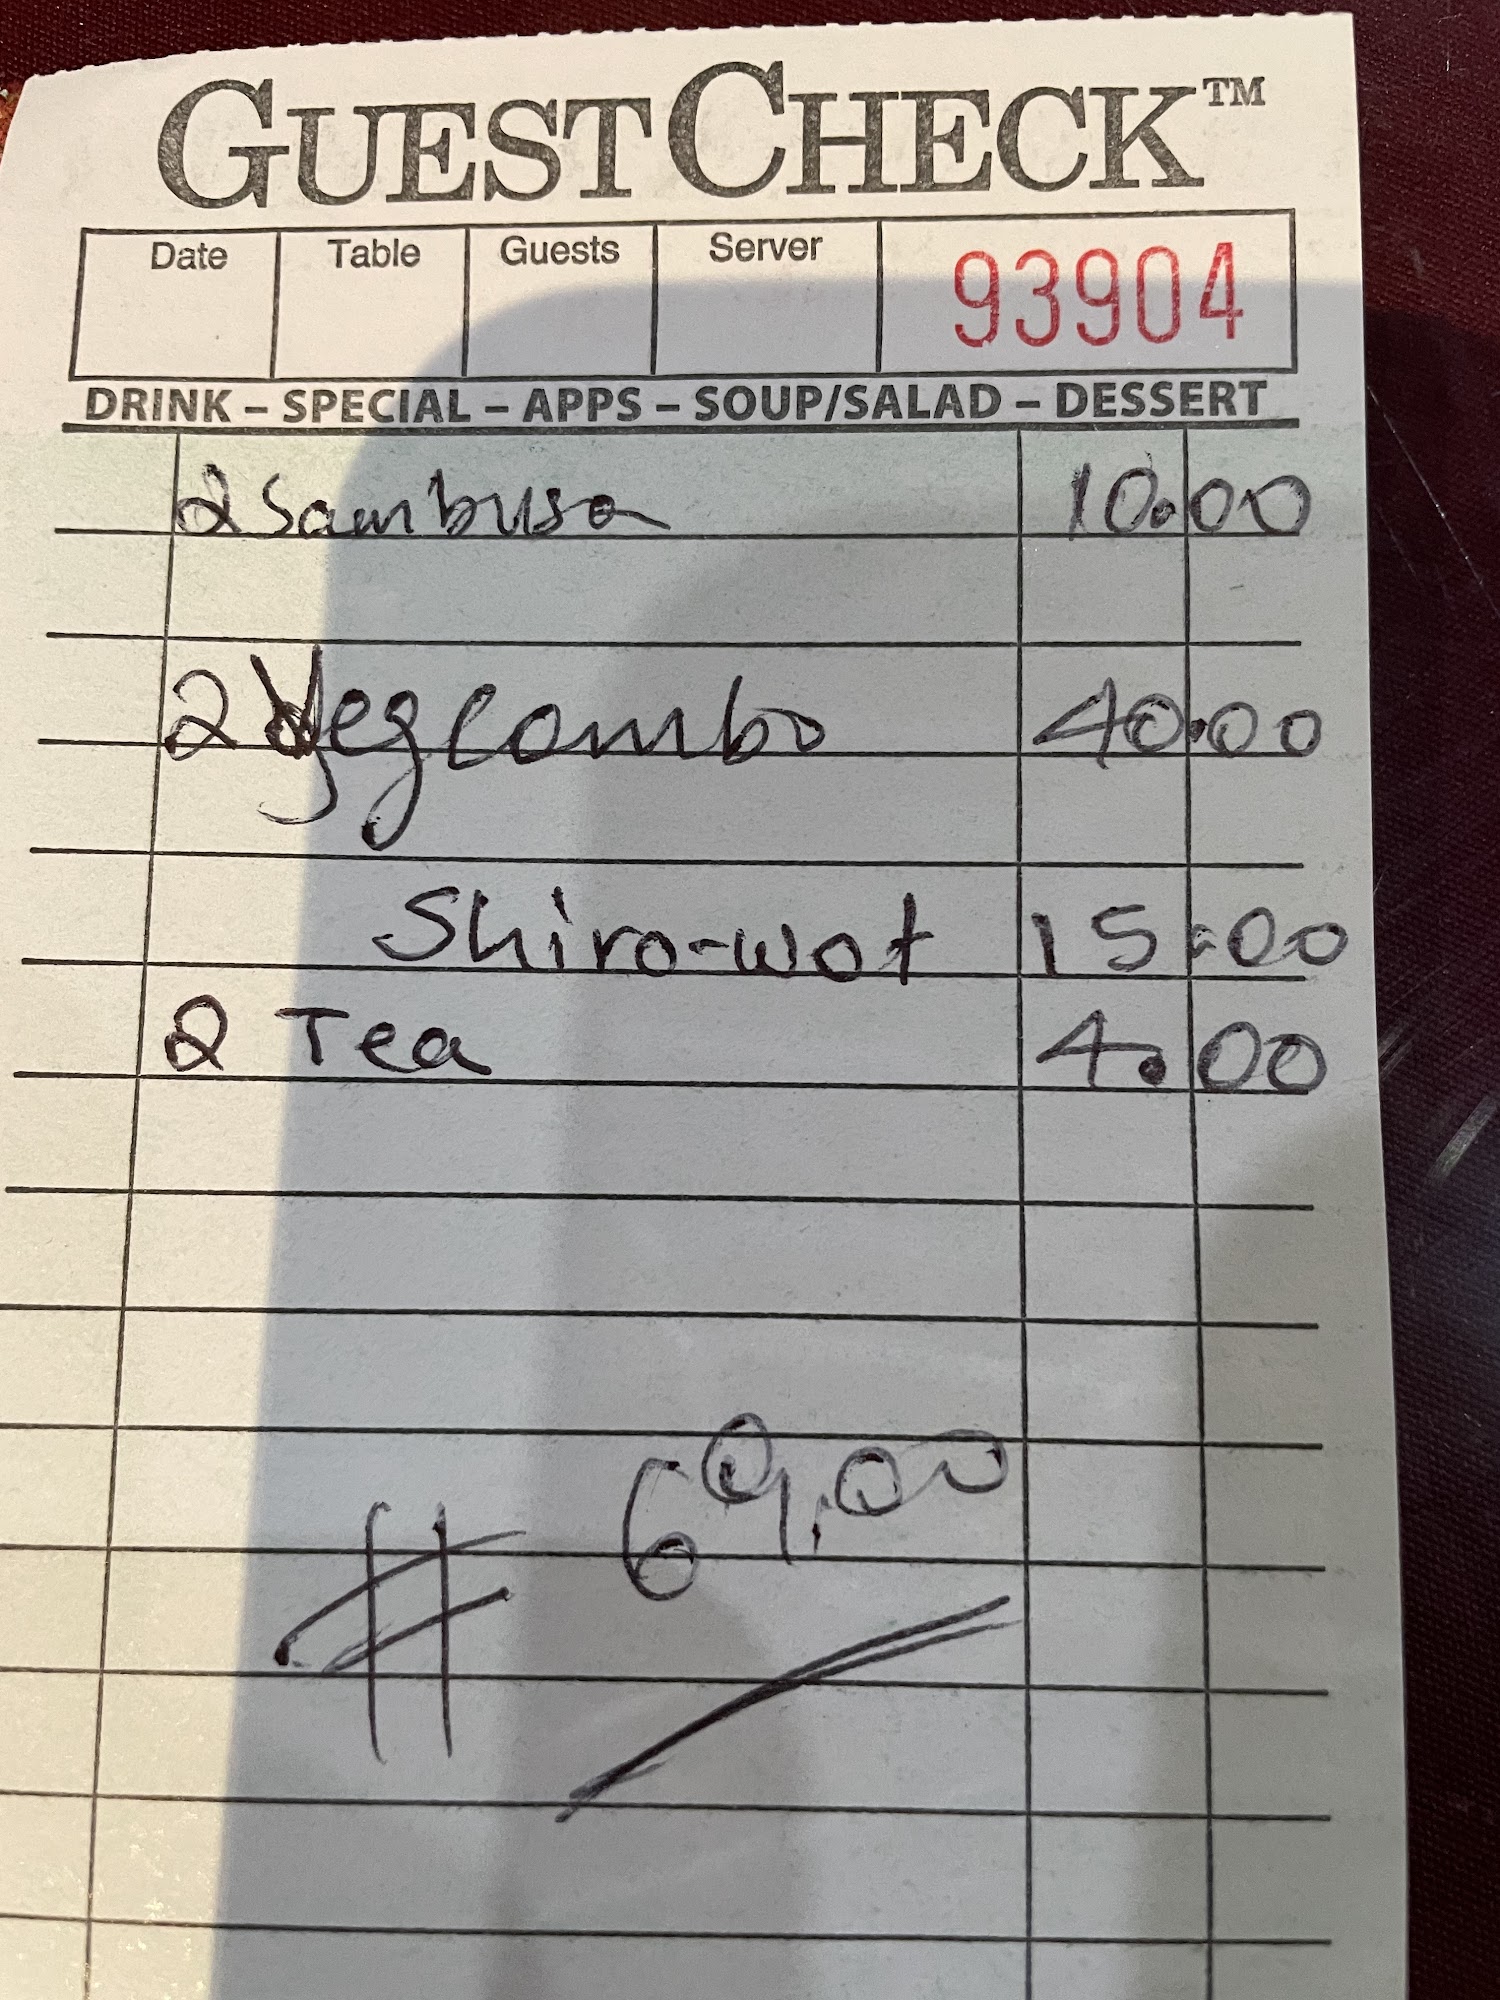 GUESTCHECK™
Date Table Guests Server 93904
DRINK – SPECIAL – APPS – SOUP/SALAD – DESSERT
2 Sambusa 10.00
2 Veg combo 40.00
Shiro-wot 15.00
2 Tea 4.00
# 69.00